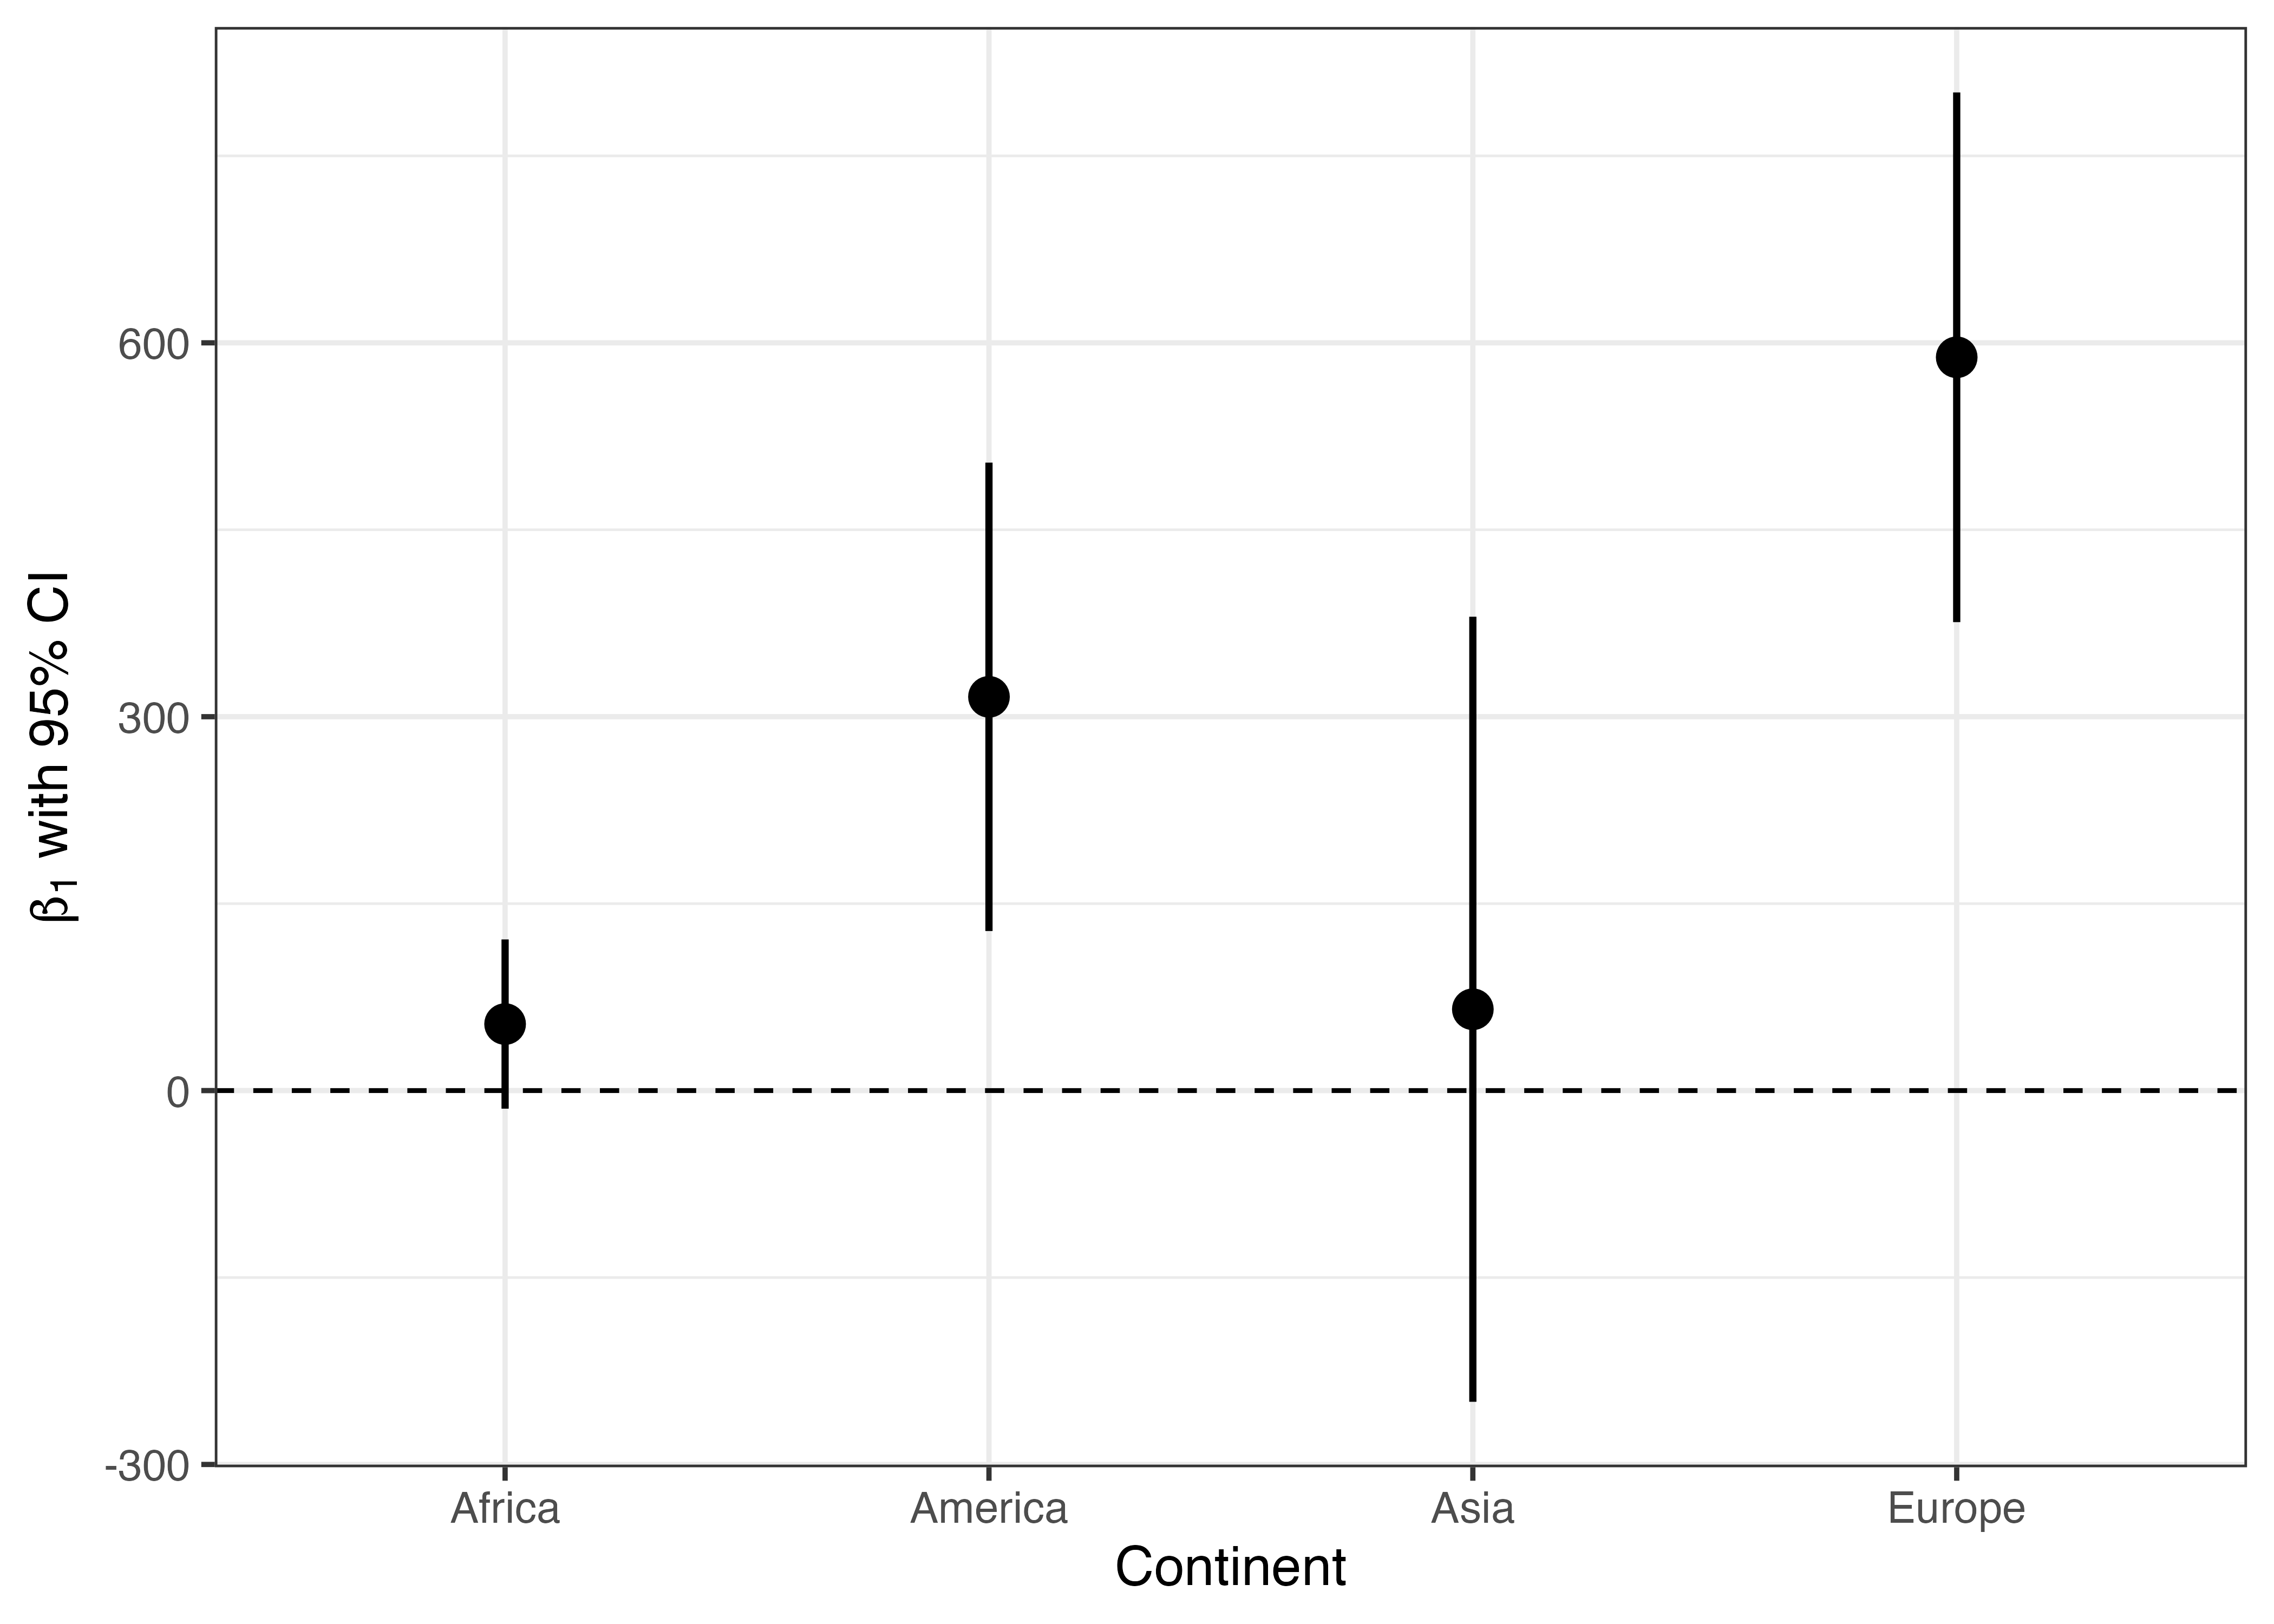 β1 with 95% CI
600
300
0
-300
Africa America Asia Europe
Continent